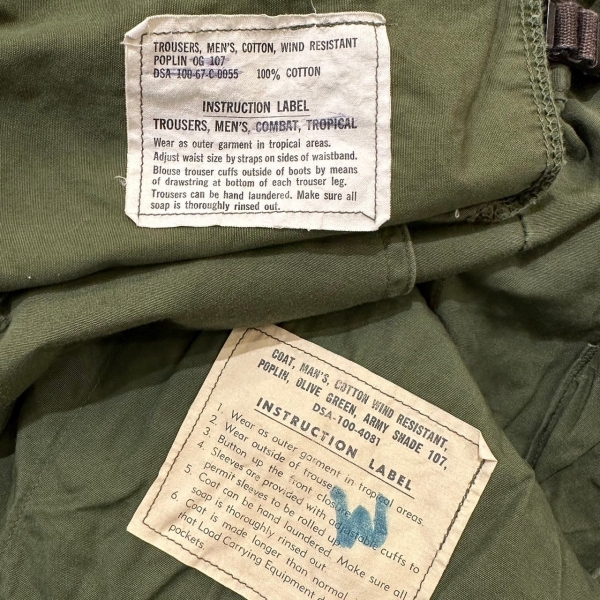 TROUSERS, MEN'S, COTTON, WIND RESISTANT
POPLIN OG 107
DSA-100-67-C-0055 100% COTTON
INSTRUCTION LABEL
TROUSERS, MEN'S, COMBAT, TROPICAL
Wear as outer garment in tropical areas.
Adjust waist size by straps on sides of waistband.
Blouse trouser cuffs outside of boots by means
of drawstring at bottom of each trouser leg.
Trousers can be hand laundered. Make sure all
soap is thoroughly rinsed out.
COAT, MAN'S, COTTON WIND RESISTANT.
POPLIN, OLIVE GREEN, ARMY SHADE 107.
DSA-100-4081
INSTRUCTION LABEL
1. Wear as outer garment in tropical areas.
2. Wear outside of trousers
3. Button up the front closure
4. Sleeves are provided with adjustable cuffs to
permit sleeves to be rolled up
5. Coat can be hand laundered. Make sure all
soap is thoroughly rinsed out
6. Coat is made longer than normal
that Load Carrying Equipment
pockets.
W